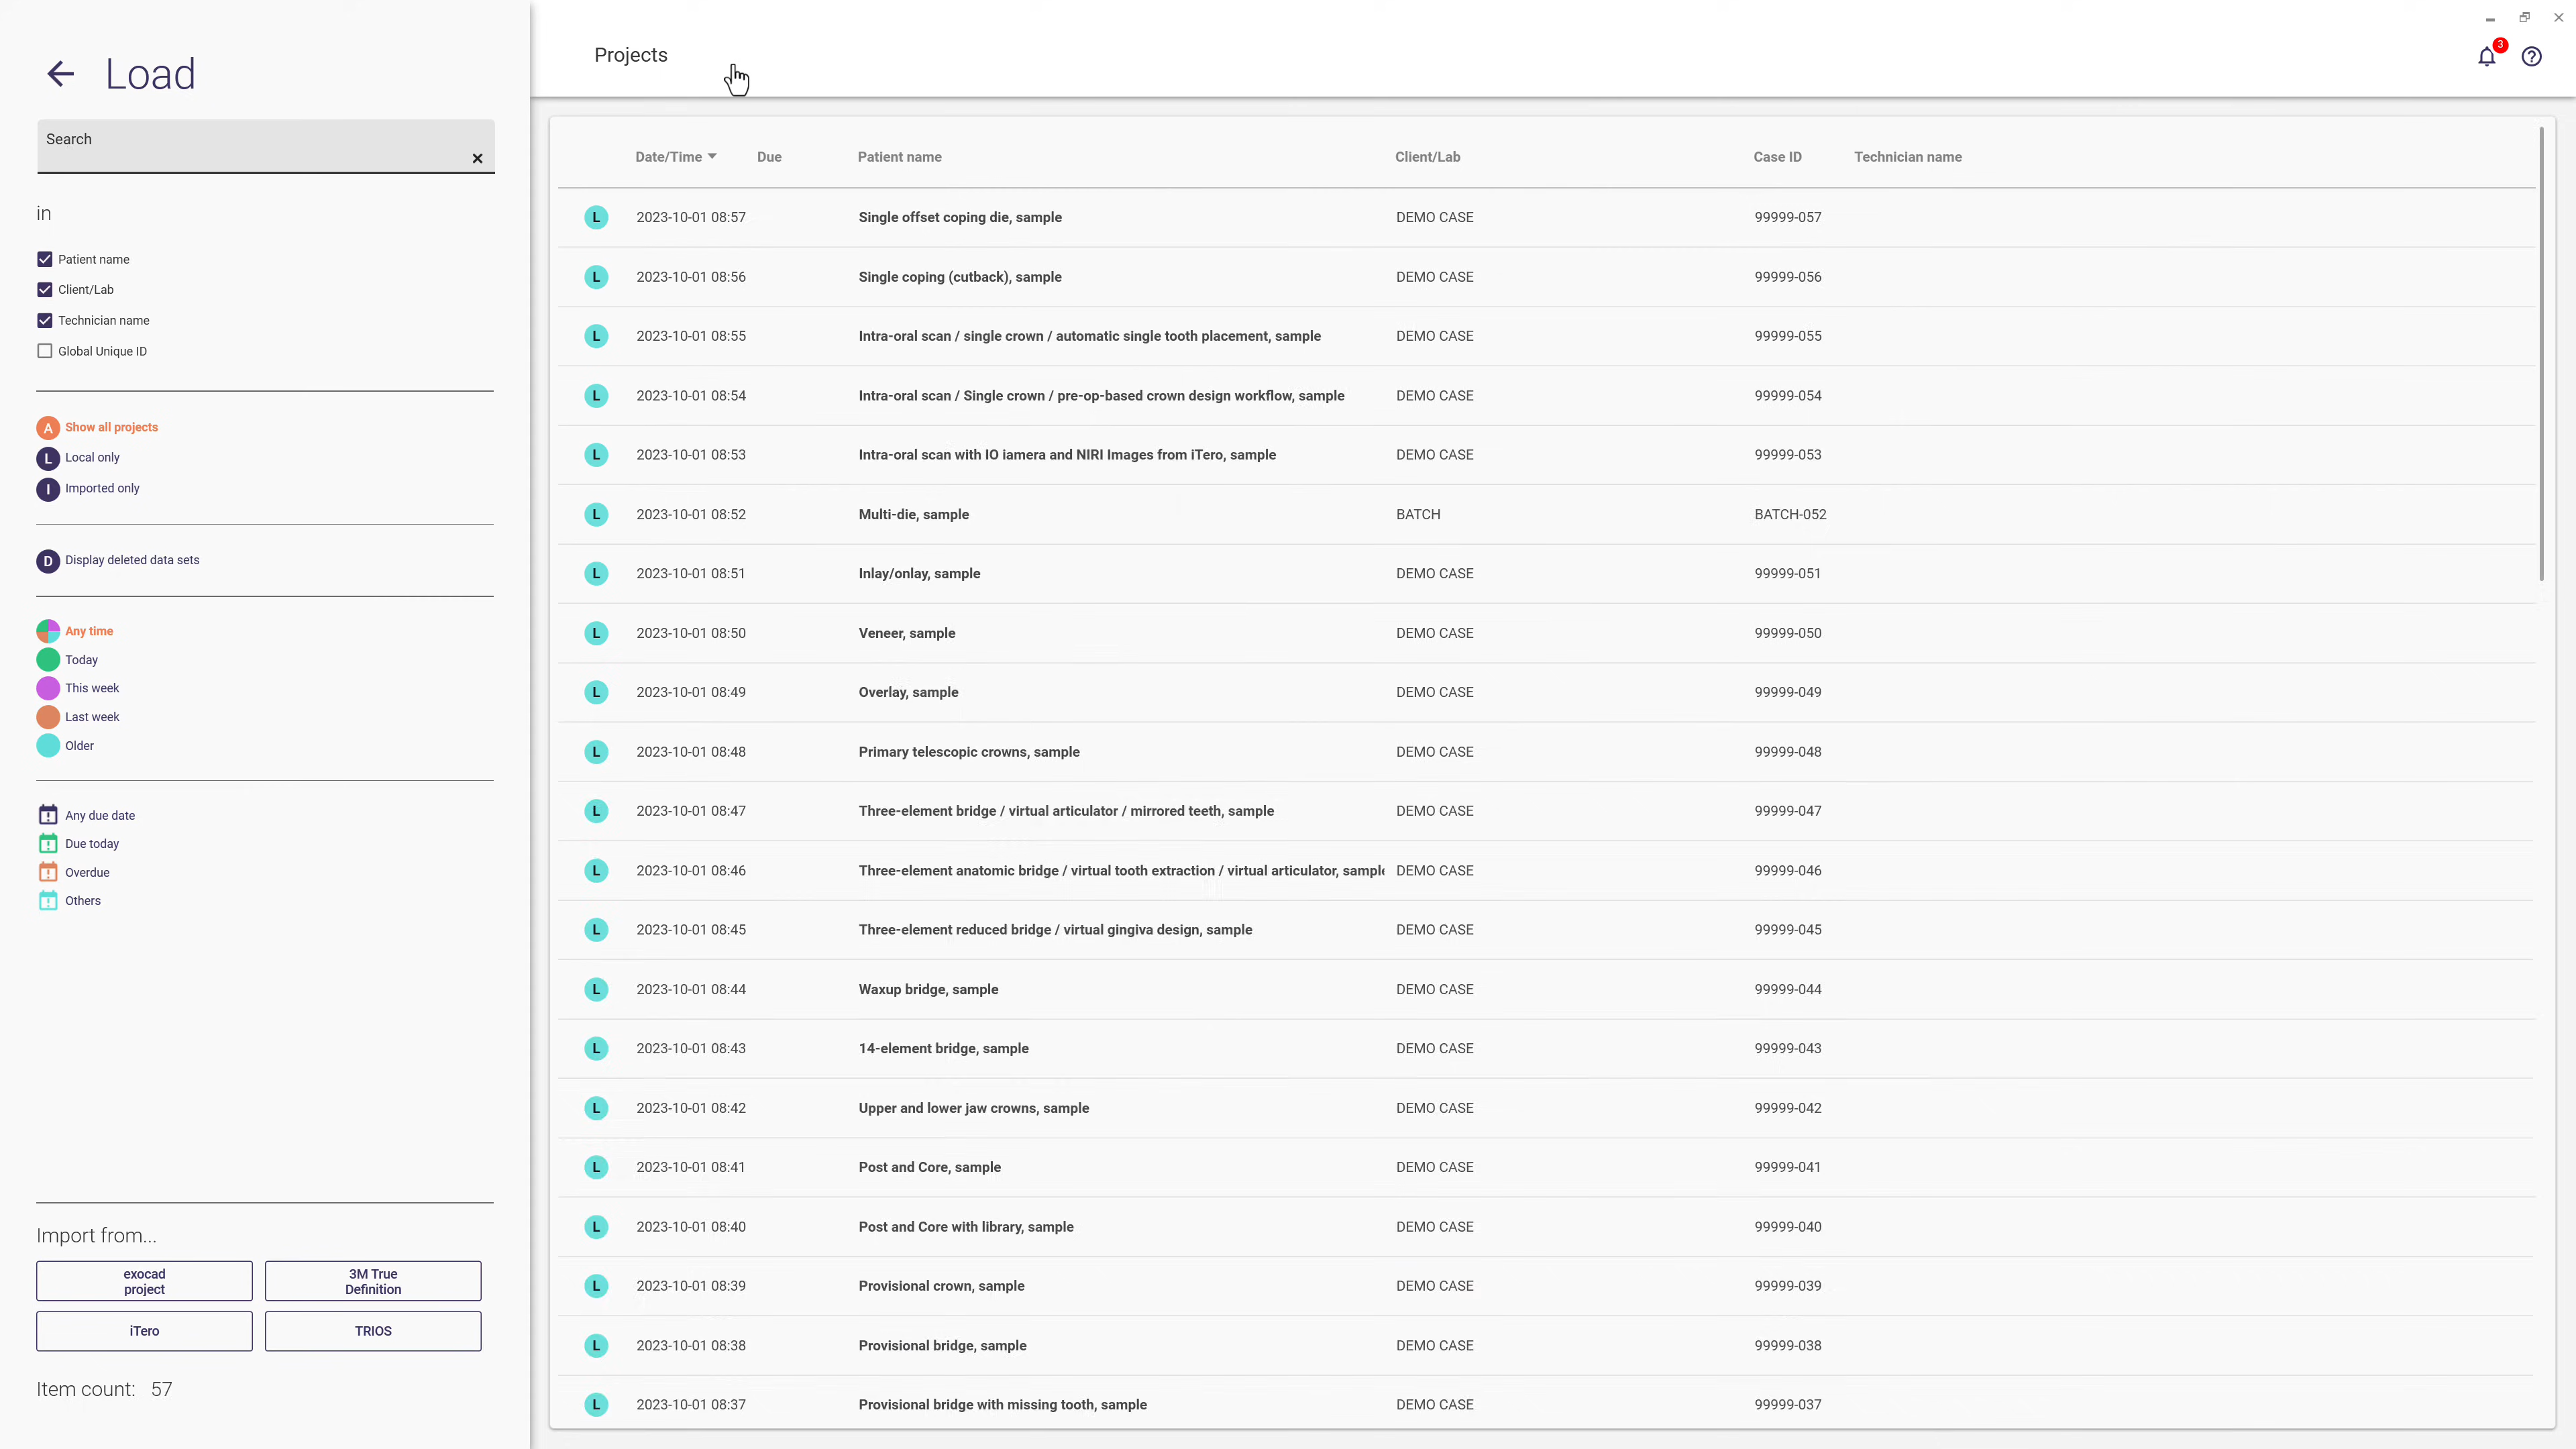 Load
Search
in
Patient name
Client/Lab
Technician name
Global Unique ID
A Show all projects
L Local only
I Imported only
D Display deleted data sets
Any time
Today
This week
Last week
Older
Any due date
Due today
Overdue
Others
Import from...
exocad
project
3M True
Definition
iTero
TRIOS
Item count: 57
Projects
3
Date/Time Due Patient name Client/Lab Case ID Technician name
L 2023-10-01 08:57 Single offset coping die, sample DEMO CASE 99999-057
L 2023-10-01 08:56 Single coping (cutback), sample DEMO CASE 99999-056
L 2023-10-01 08:55 Intra-oral scan / single crown / automatic single tooth placement, sample DEMO CASE 99999-055
L 2023-10-01 08:54 Intra-oral scan / Single crown / pre-op-based crown design workflow, sample DEMO CASE 99999-054
L 2023-10-01 08:53 Intra-oral scan with IO iamera and NIRI Images from iTero, sample DEMO CASE 99999-053
L 2023-10-01 08:52 Multi-die, sample BATCH BATCH-052
L 2023-10-01 08:51 Inlay/onlay, sample DEMO CASE 99999-051
L 2023-10-01 08:50 Veneer, sample DEMO CASE 99999-050
L 2023-10-01 08:49 Overlay, sample DEMO CASE 99999-049
L 2023-10-01 08:48 Primary telescopic crowns, sample DEMO CASE 99999-048
L 2023-10-01 08:47 Three-element bridge / virtual articulator / mirrored teeth, sample DEMO CASE 99999-047
L 2023-10-01 08:46 Three-element anatomic bridge / virtual tooth extraction / virtual articulator, sample DEMO CASE 99999-046
L 2023-10-01 08:45 Three-element reduced bridge / virtual gingiva design, sample DEMO CASE 99999-045
L 2023-10-01 08:44 Waxup bridge, sample DEMO CASE 99999-044
L 2023-10-01 08:43 14-element bridge, sample DEMO CASE 99999-043
L 2023-10-01 08:42 Upper and lower jaw crowns, sample DEMO CASE 99999-042
L 2023-10-01 08:41 Post and Core, sample DEMO CASE 99999-041
L 2023-10-01 08:40 Post and Core with library, sample DEMO CASE 99999-040
L 2023-10-01 08:39 Provisional crown, sample DEMO CASE 99999-039
L 2023-10-01 08:38 Provisional bridge, sample DEMO CASE 99999-038
L 2023-10-01 08:37 Provisional bridge with missing tooth, sample DEMO CASE 99999-037